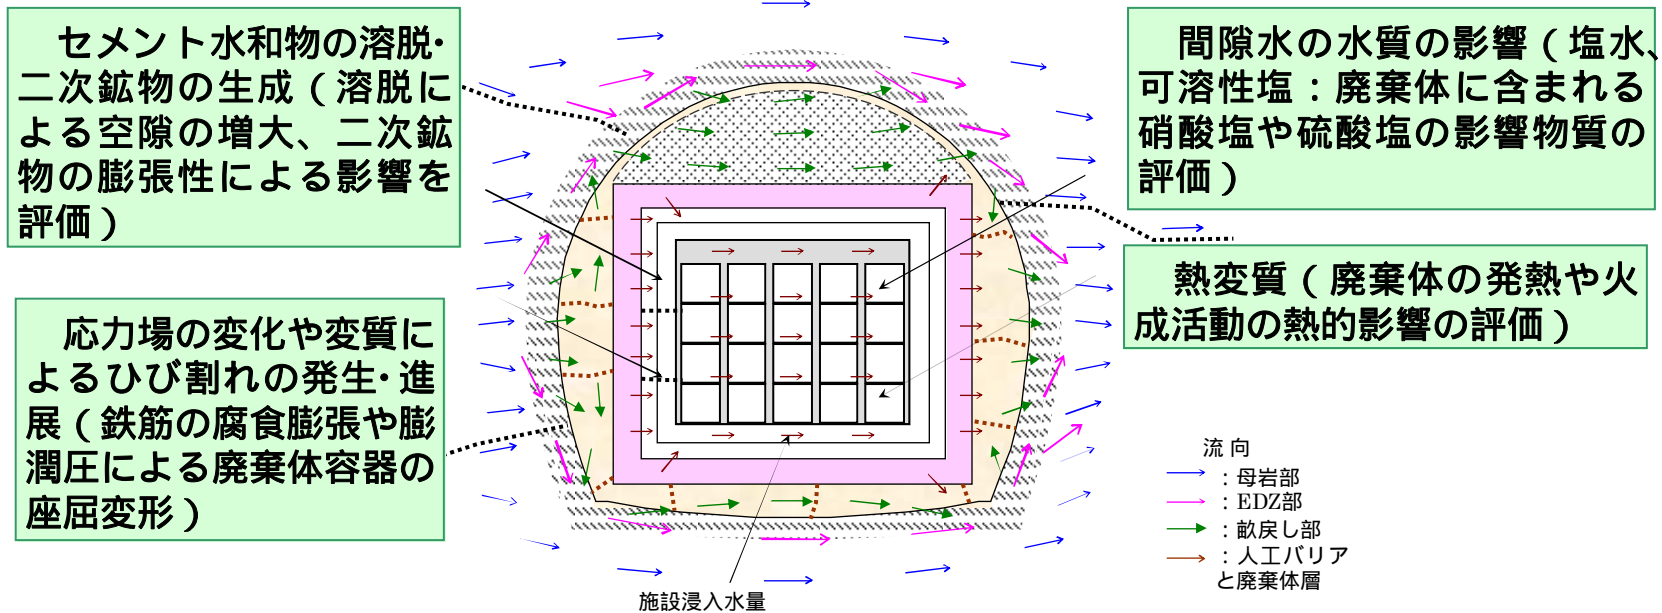 セメント水和物の溶脱・
二次鉱物の生成（溶脱に
よる空隙の増大、二次鉱
物の膨張性による影響を
評価）
間隙水の水質の影響（塩水、
可溶性塩：廃棄体に含まれる
硝酸塩や硫酸塩の影響物質の
評価）
熱変質（廃棄体の発熱や火
成活動の熱的影響の評価）
応力場の変化や変質に
よるひび割れの発生・進
展（鉄筋の腐食膨張や膨
潤圧による廃棄体容器の
座屈変形）
流向
：母岩部
：EDZ部
：畝戻し部
：人工バリア
と廃棄体層
施設浸入水量